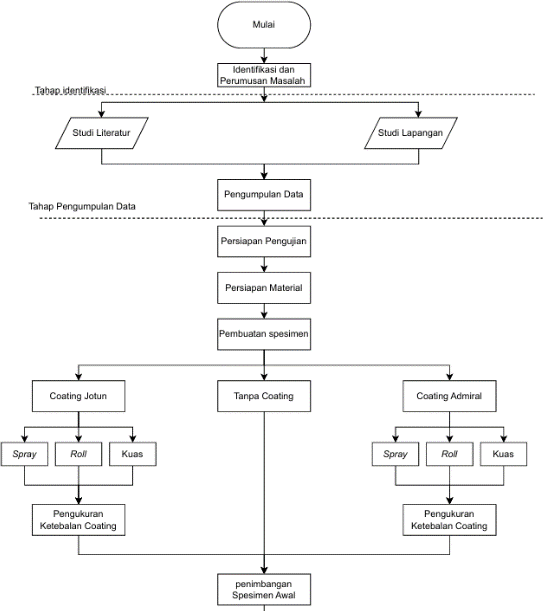 Mulai
Identifikasi dan
Perumusan Masalah
Tahap identifikasi
Studi Literatur
Studi Lapangan
Pengumpulan Data
Tahap Pengumpulan Data
Persiapan Pengujian
Persiapan Material
Pembuatan spesimen
Coating Jotun
Tanpa Coating
Coating Admiral
Spray
Roll
Kuas
Spray
Roll
Kuas
Pengukuran
Ketebalan Coating
Pengukuran
Ketebalan Coating
penimbangan
Spesimen Awal